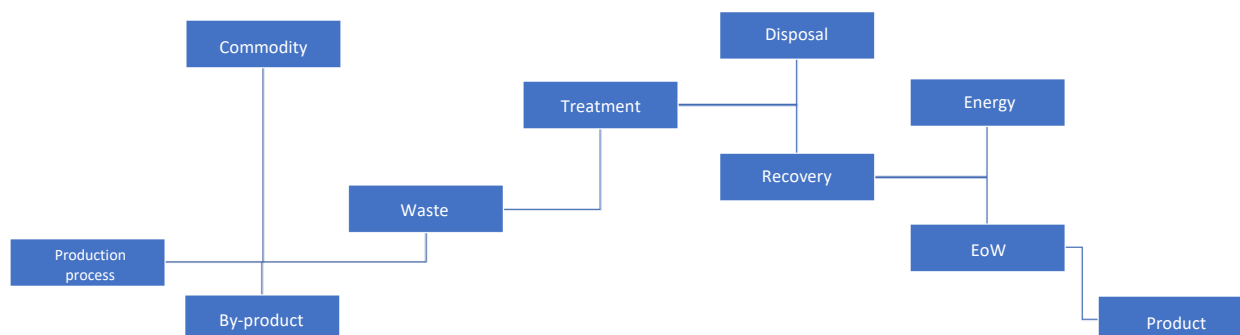 Commodity
Disposal
Treatment
Energy
Recovery
Waste
Production
process
EoW
By-product
Product